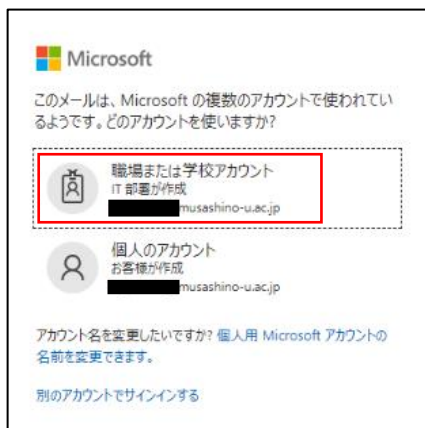 Microsoft
このメールは、Microsoft の複数のアカウントで使われてい
るようです。どのアカウントを使いますか?
職場または学校アカウント
IT 部署が作成
musashino-u.ac.jp
個人のアカウント
お客様が作成
musashino-u.ac.jp
アカウント名を変更したいですか? 個人用 Microsoft アカウントの
名前を変更できます。
別のアカウントでサインインする